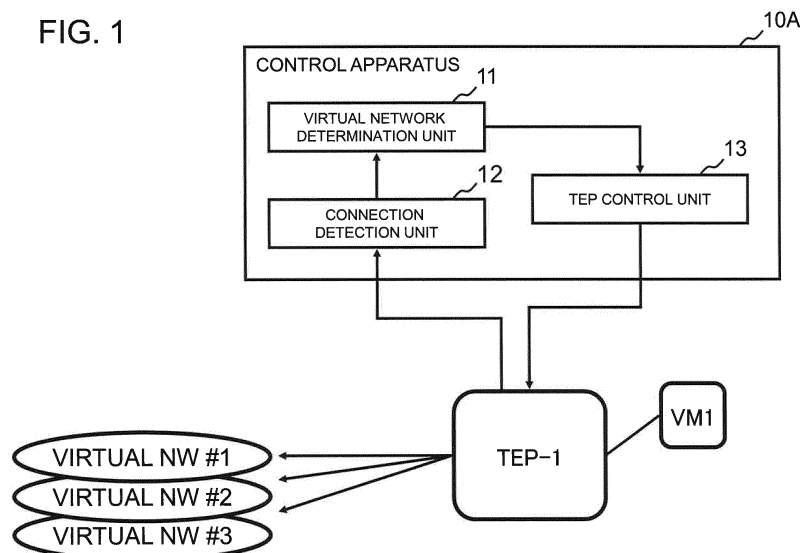 FIG. 1
10A
CONTROL APPARATUS
11
VIRTUAL NETWORK
DETERMINATION UNIT
12
CONNECTION
DETECTION UNIT
13
TEP CONTROL UNIT
TEP-1
VM1
VIRTUAL NW #1
VIRTUAL NW #2
VIRTUAL NW #3